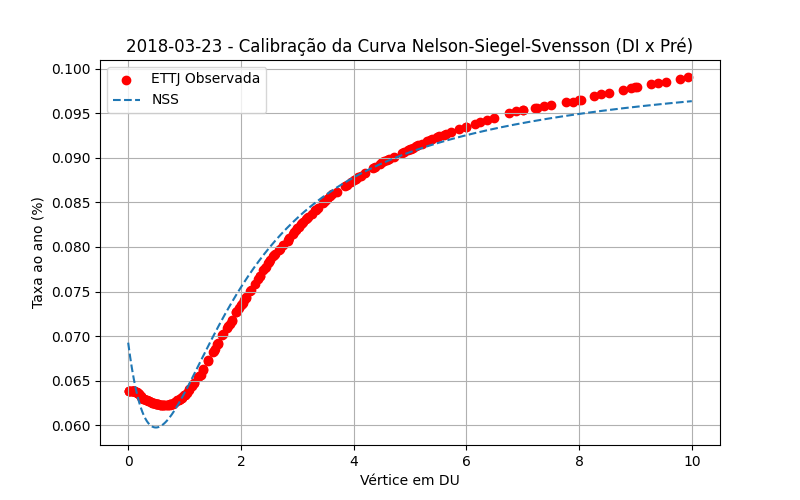 2018-03-23 - Calibração da Curva Nelson-Siegel-Svensson (DI x Pré)
ETTJ Observada
NSS
Taxa ao ano (%)
0.100
0.095
0.090
0.085
0.080
0.075
0.070
0.065
0.060
0 2 4 6 8 10
Vértice em DU